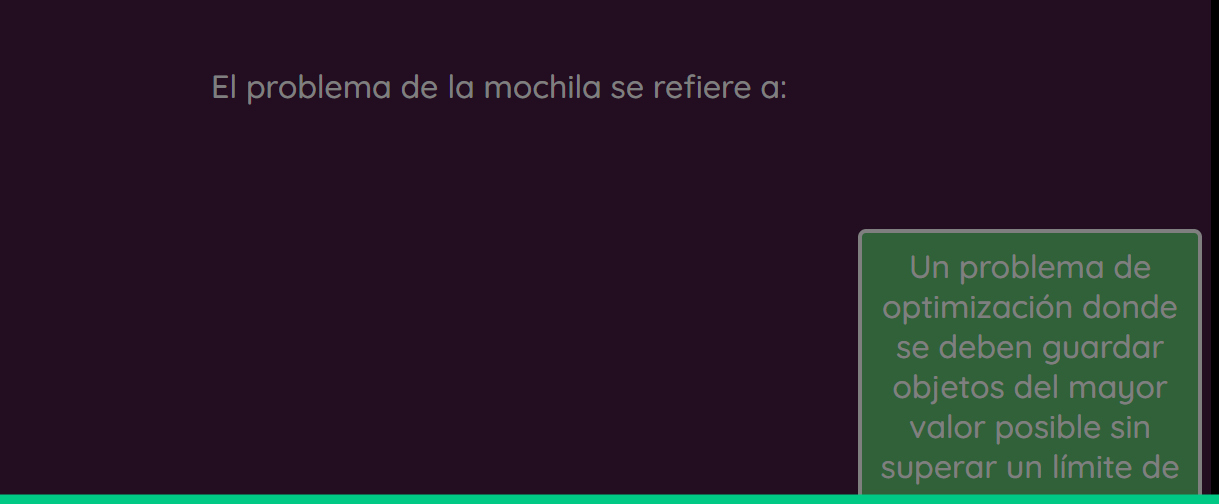 El problema de la mochila se refiere a:
Un problema de
optimización donde
se deben guardar
objetos del mayor
valor posible sin
superar un límite de